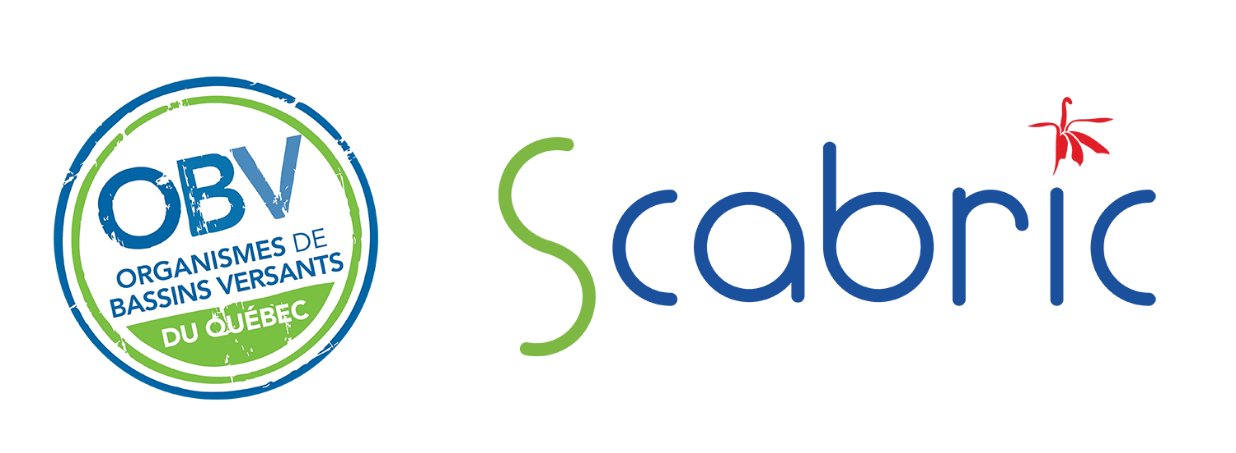 OBV
ORGANISMES DE
BASSINS VERSANTS
DU QUÉBEC
Scabric